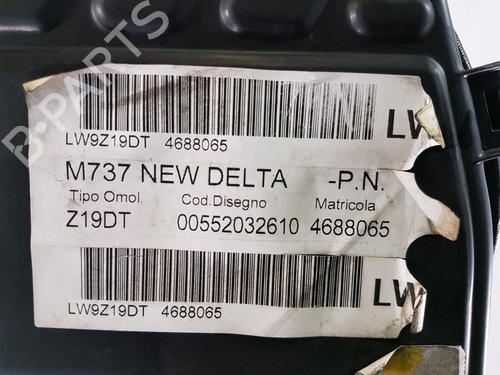 B-PARTS
LW9Z19DT 4688065 LW
M737 NEW DELTA -P.N.
Tipo Omol. Cod.Disegno Matricola
Z19DT 00552032610 4688065
LW
LW9Z19DT 4688065